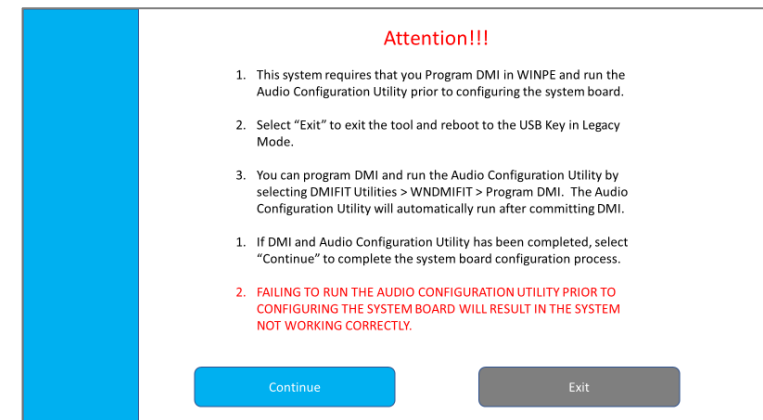 Attention!!!
1. This system requires that you Program DMI in WINPE and run the
Audio Configuration Utility prior to configuring the system board.
2. Select “Exit” to exit the tool and reboot to the USB Key in Legacy
Mode.
3. You can program DMI and run the Audio Configuration Utility by
selecting DMIFIT Utilities > WNDMIFIT > Program DMI. The Audio
Configuration Utility will automatically run after committing DMI.
1. If DMI and Audio Configuration Utility has been completed, select
“Continue” to complete the system board configuration process.
2. FAILING TO RUN THE AUDIO CONFIGURATION UTILITY PRIOR TO
CONFIGURING THE SYSTEM BOARD WILL RESULT IN THE SYSTEM
NOT WORKING CORRECTLY.
Continue
Exit